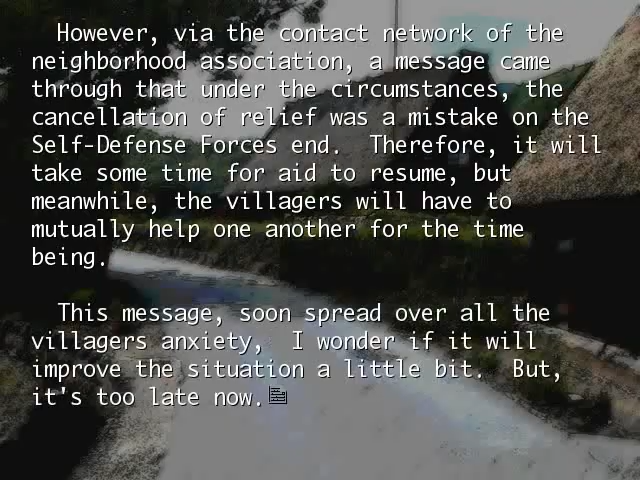 However, via the contact network of the
neighborhood association, a message came
through that under the circumstances, the
cancellation of relief was a mistake on the
Self-Defense Forces end.  Therefore, it will
take some time for aid to resume, but
meanwhile, the villagers will have to
mutually help one another for the time
being.
This message, soon spread over all the
villagers anxiety,  I wonder if it will
improve the situation a little bit.  But,
it's too late now.